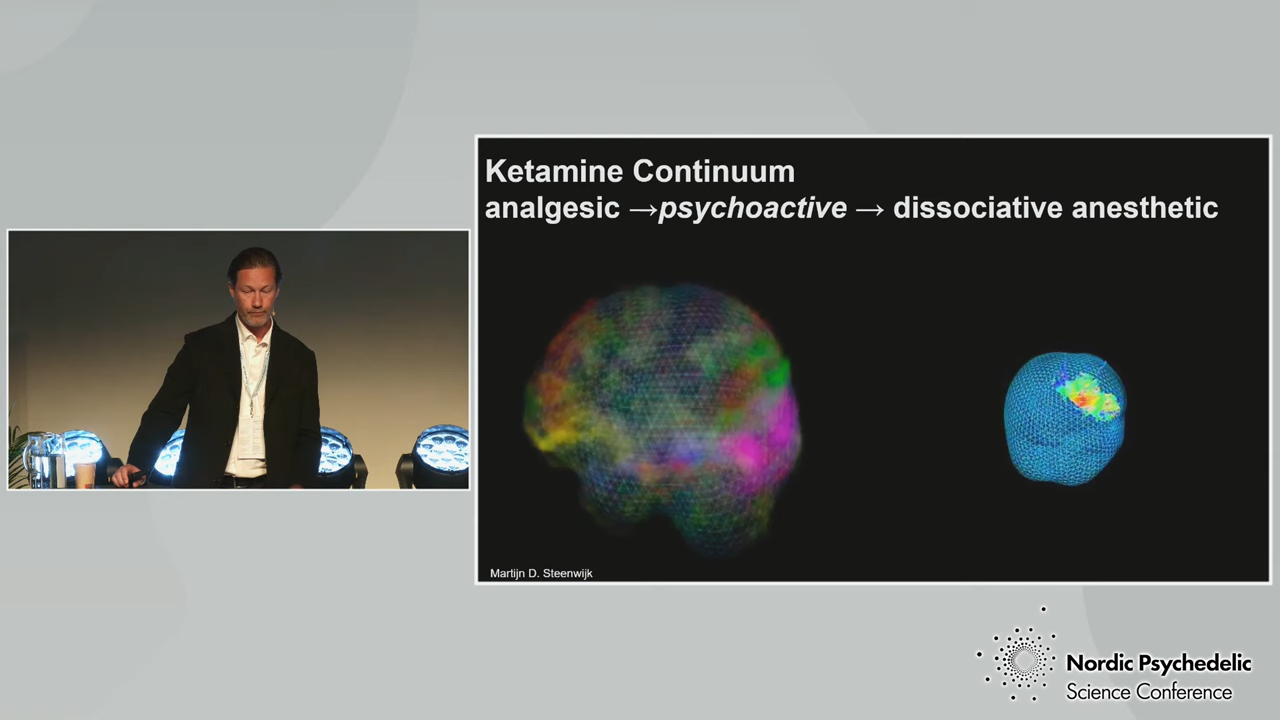 Ketamine Continuum
analgesic →psychoactive → dissociative anesthetic
Martijn D. Steenwijk
Nordic Psychedelic
Science Conference